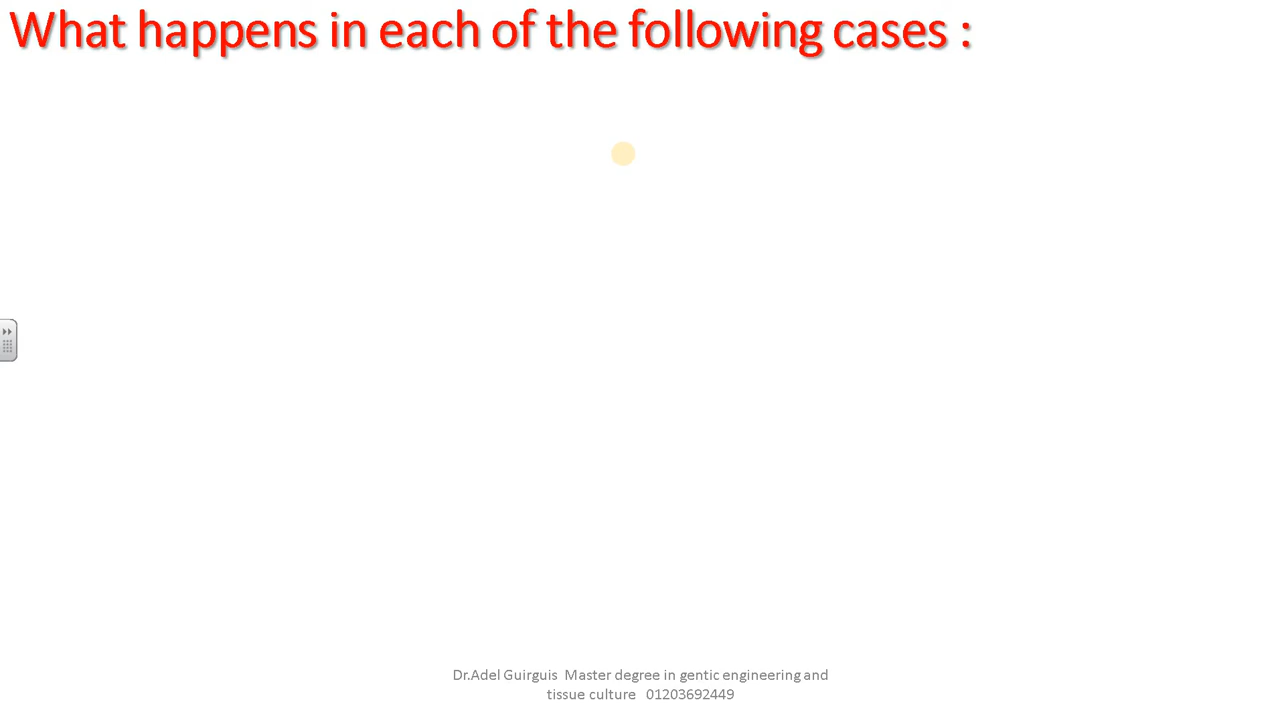 What happens in each of the following cases :
Dr.Adel Guirguis  Master degree in gentic engineering and
tissue culture   01203692449